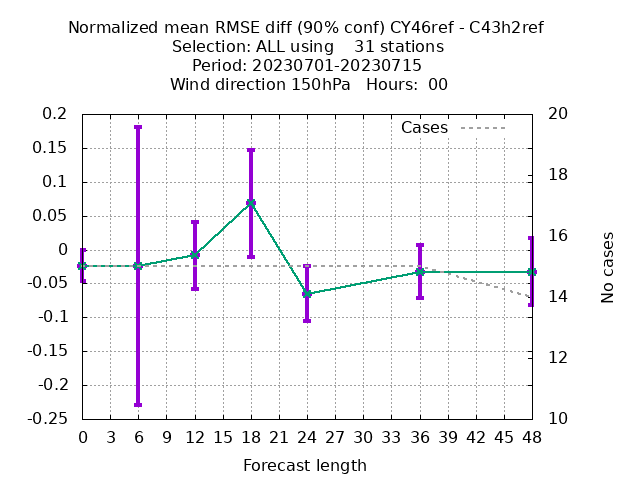 Normalized mean RMSE diff (90% conf) CY46ref - C43h2ref
Selection: ALL using    31 stations
Period: 20230701-20230715
Wind direction 150hPa   Hours:  00
Cases
0.2
0.15
0.1
0.05
0
-0.05
-0.1
-0.15
-0.2
-0.25
20
18
16
14
12
10
No cases
0 3 6 9 12 15 18 21 24 27 30 33 36 39 42 45 48
Forecast length